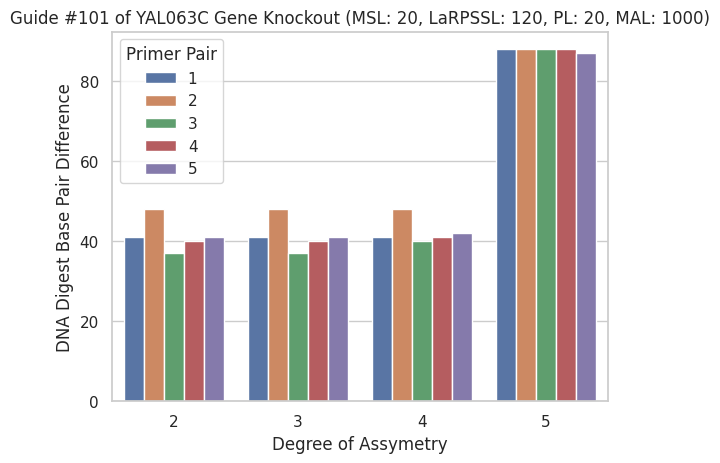 Guide #101 of YAL063C Gene Knockout (MSL: 20, LaRPSSL: 120, PL: 20, MAL: 1000)
Primer Pair
1
2
3
4
5
DNA Digest Base Pair Difference
80
60
40
20
0
2 3 4 5
Degree of Assymetry